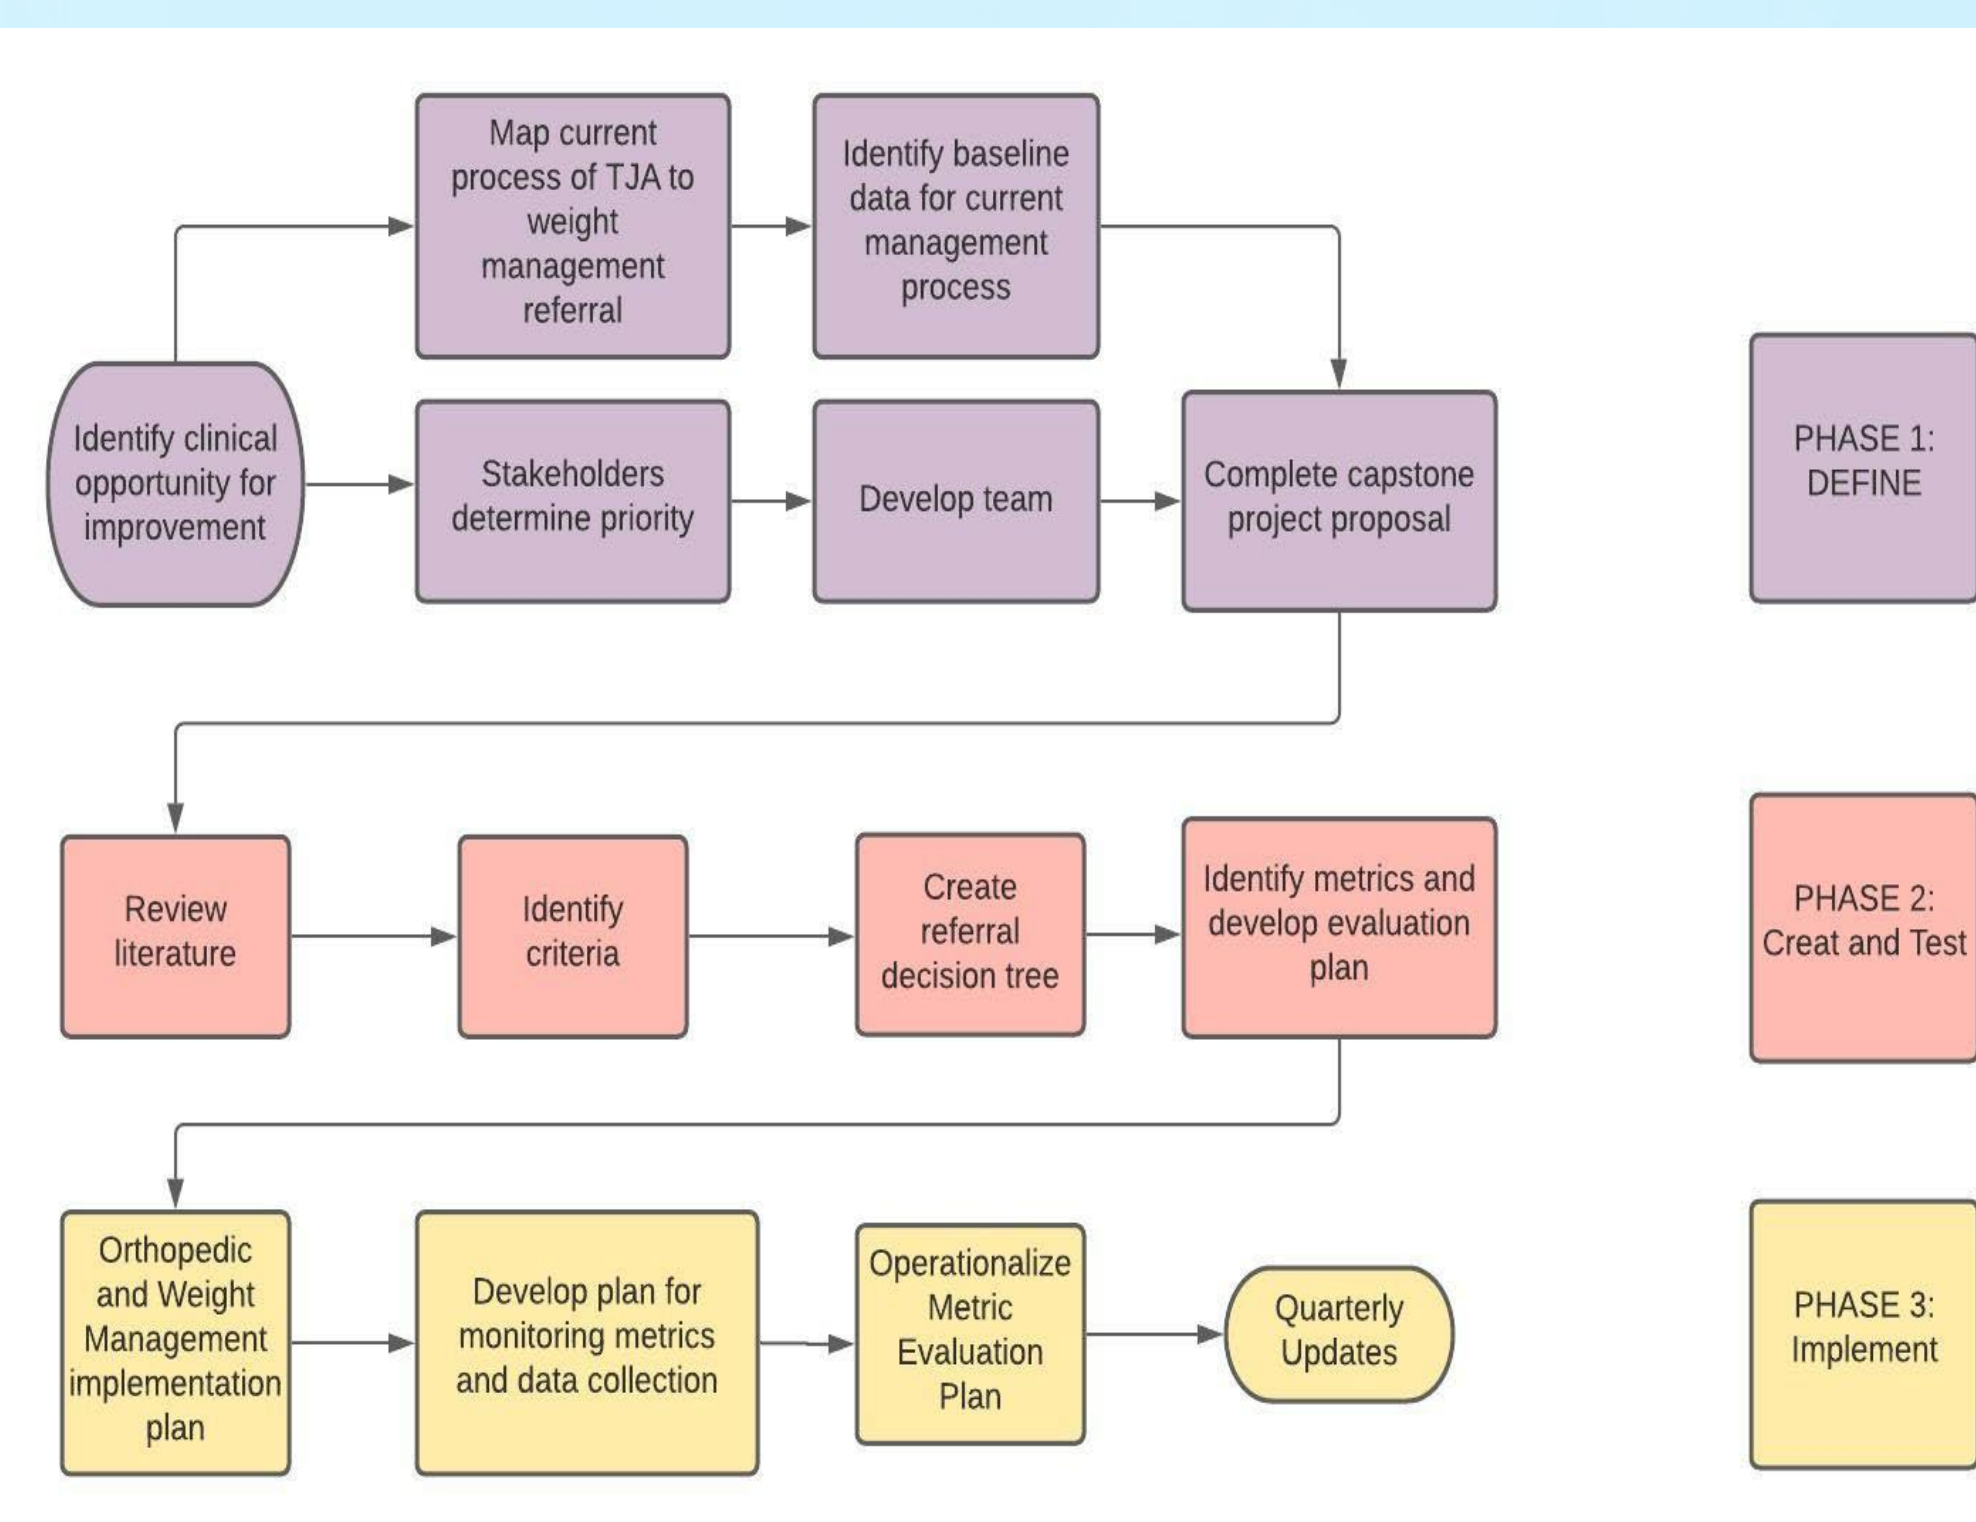 Map current
process of TJA to
weight
management
referral
Identify baseline
data for current
management
process
Identify clinical
opportunity for
improvement
Stakeholders
determine priority
Develop team
Complete capstone
project proposal
PHASE 1:
DEFINE
Review
literature
Identify
criteria
Create
referral
decision tree
Identify metrics and
develop evaluation
plan
PHASE 2:
Creat and Test
Orthopedic
and Weight
Management
implementation
plan
Develop plan for
monitoring metrics
and data collection
Operationalize
Metric
Evaluation
Plan
Quarterly
Updates
PHASE 3:
Implement